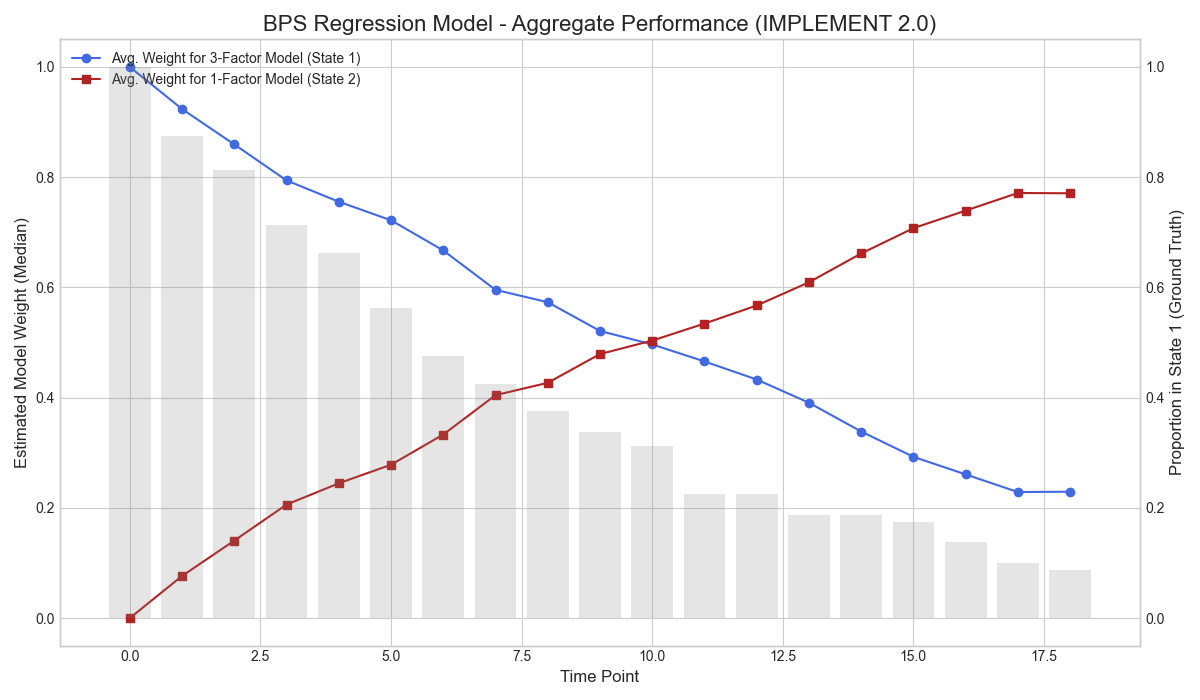 BPS Regression Model - Aggregate Performance (IMPLEMENT 2.0)
Avg. Weight for 3-Factor Model (State 1)
Avg. Weight for 1-Factor Model (State 2)
Estimated Model Weight (Median)
1.0
0.8
0.6
0.4
0.2
0.0
Proportion in State 1 (Ground Truth)
1.0
0.8
0.6
0.4
0.2
0.0
0.0 2.5 5.0 7.5 10.0 12.5 15.0 17.5
Time Point